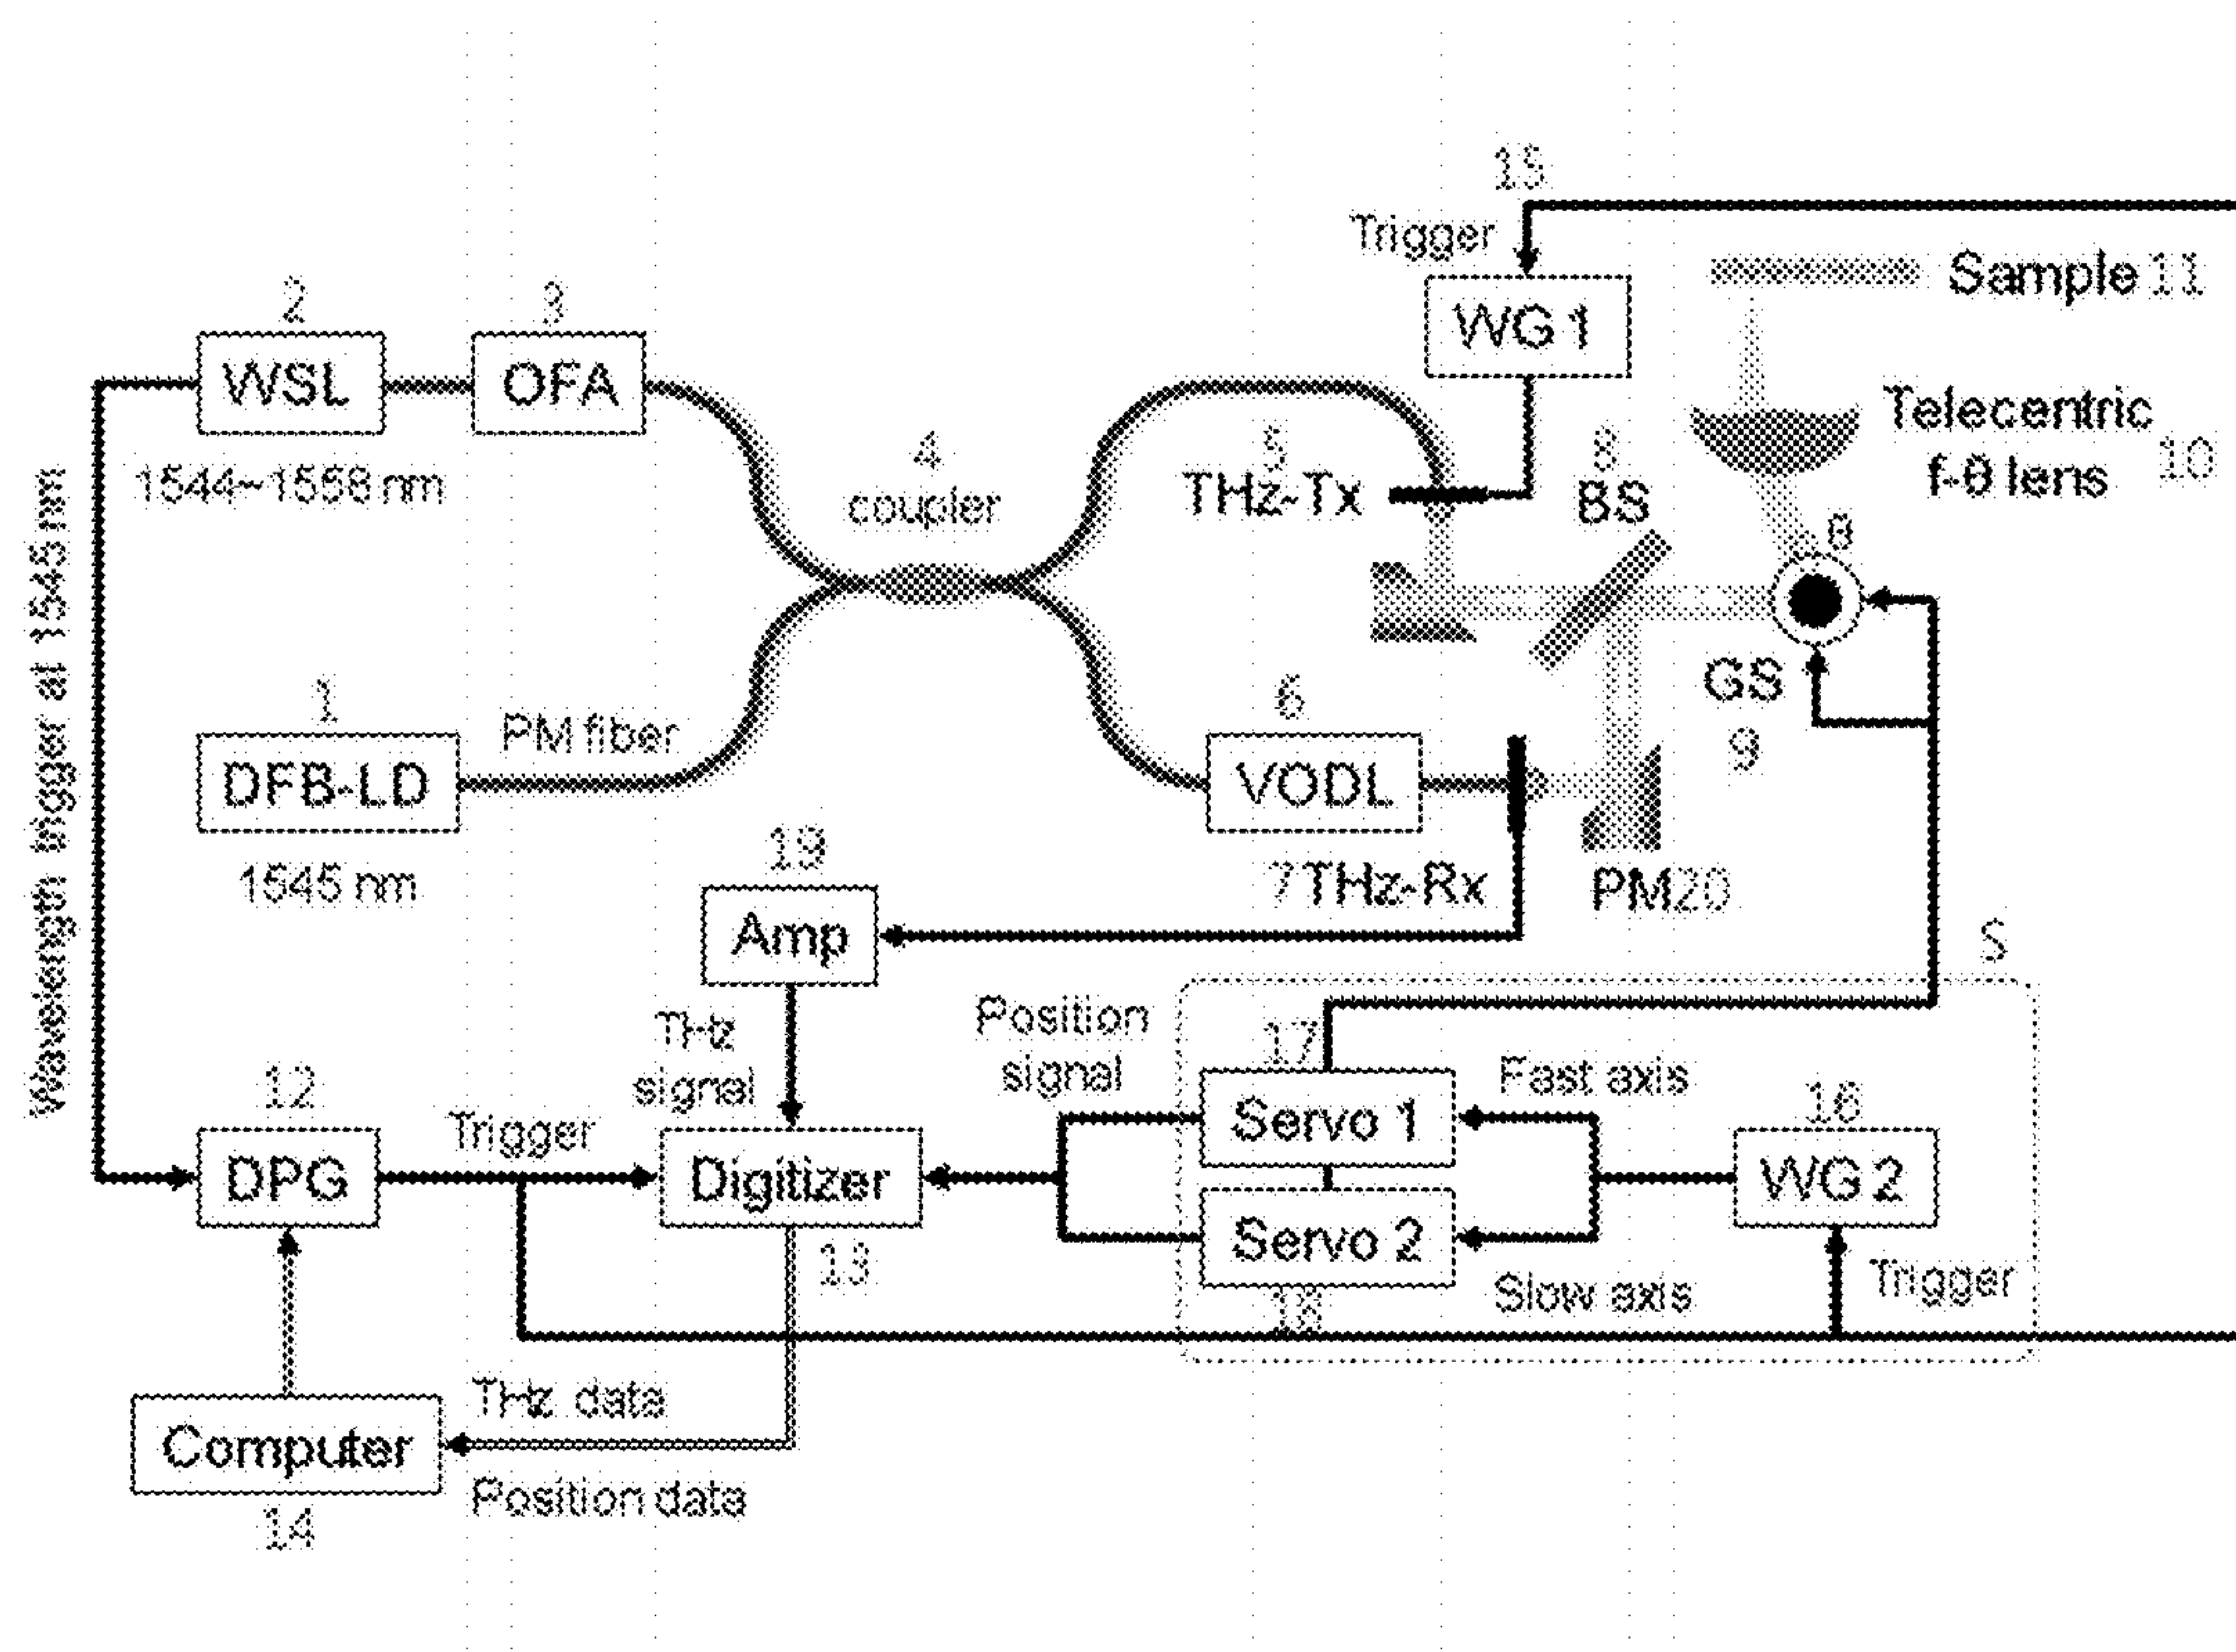 15
Trigger
WG 1
Sample 11
2
3
WSL
OFA
1544~1558 nm
4
coupler
5
THz-Tx
8
BS
Telecentric
f-θ lens
10
Wavelength trigger at 1545 nm
1
DFB-LD
PM fiber
1545 nm
6
VODL
GS
9
7 THz-Rx
PM20
19
Amp
S
THz
signal
Position
signal
17
Servo 1
Fast axis
16
WG 2
12
DPG
Trigger
Digitizer
13
Servo 2
18
Slow axis
Trigger
Computer
14
THz data
Position data